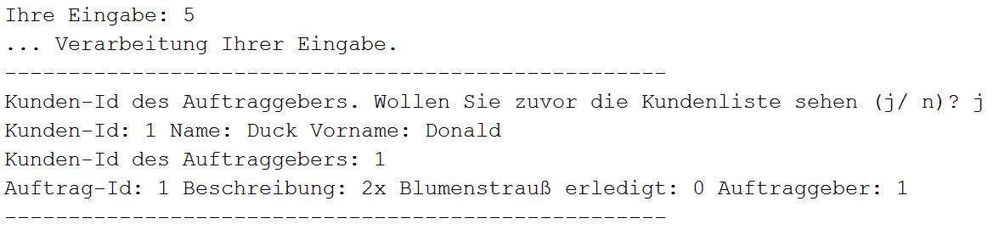 Ihre Eingabe: 5
... Verarbeitung Ihrer Eingabe.
----------------------------------------------------
Kunden-Id des Auftraggebers. Wollen Sie zuvor die Kundenliste sehen (j/ n)? j
Kunden-Id: 1 Name: Duck Vorname: Donald
Kunden-Id des Auftraggebers: 1
Auftrag-Id: 1 Beschreibung: 2x Blumenstrauß erledigt: 0 Auftraggeber: 1
----------------------------------------------------